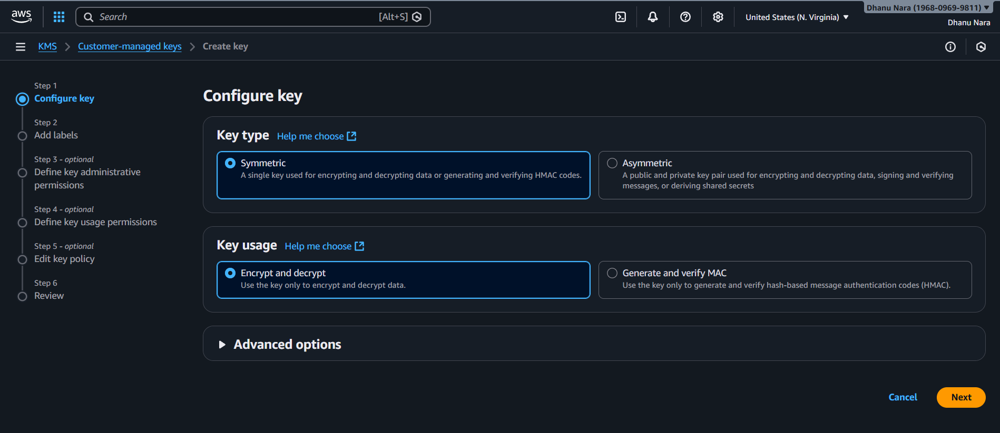 aws
Search [Alt+S]
United States (N. Virginia)
Dhanu Nara (1968-0969-9811)
Dhanu Nara
KMS
Customer-managed keys
Create key
Step 1
Configure key
Step 2
Add labels
Step 3 - optional
Define key administrative
permissions
Step 4 - optional
Define key usage permissions
Step 5 - optional
Edit key policy
Step 6
Review
Configure key
Key type Help me choose
Symmetric
A single key used for encrypting and decrypting data or generating and verifying HMAC codes.
Asymmetric
A public and private key pair used for encrypting and decrypting data, signing and verifying
messages, or deriving shared secrets
Key usage Help me choose
Encrypt and decrypt
Use the key only to encrypt and decrypt data.
Generate and verify MAC
Use the key only to generate and verify hash-based message authentication codes (HMAC).
Advanced options
Cancel
Next